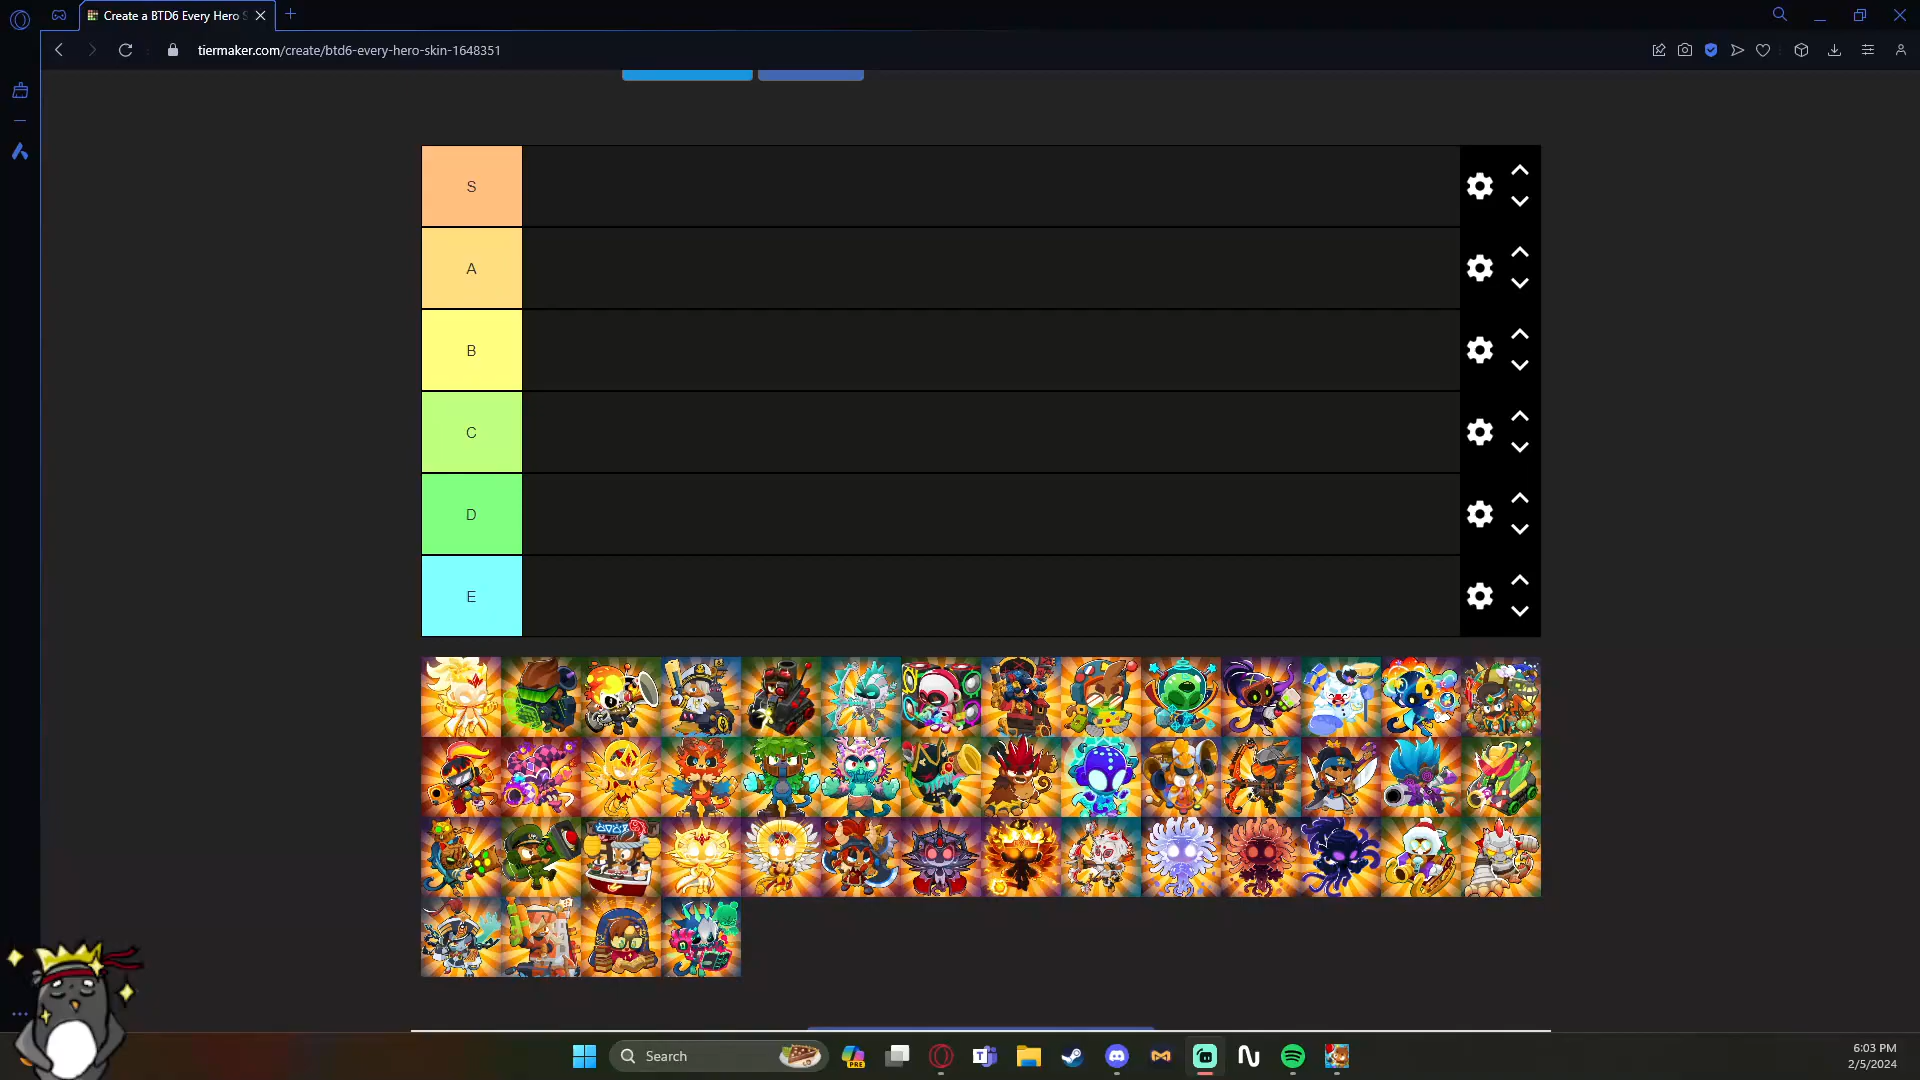 Create a BTD6 Every Hero S
tiermaker.com/create/btd6-every-hero-skin-1648351
S
A
B
C
D
E
Search
PRE
6:03 PM
2/5/2024